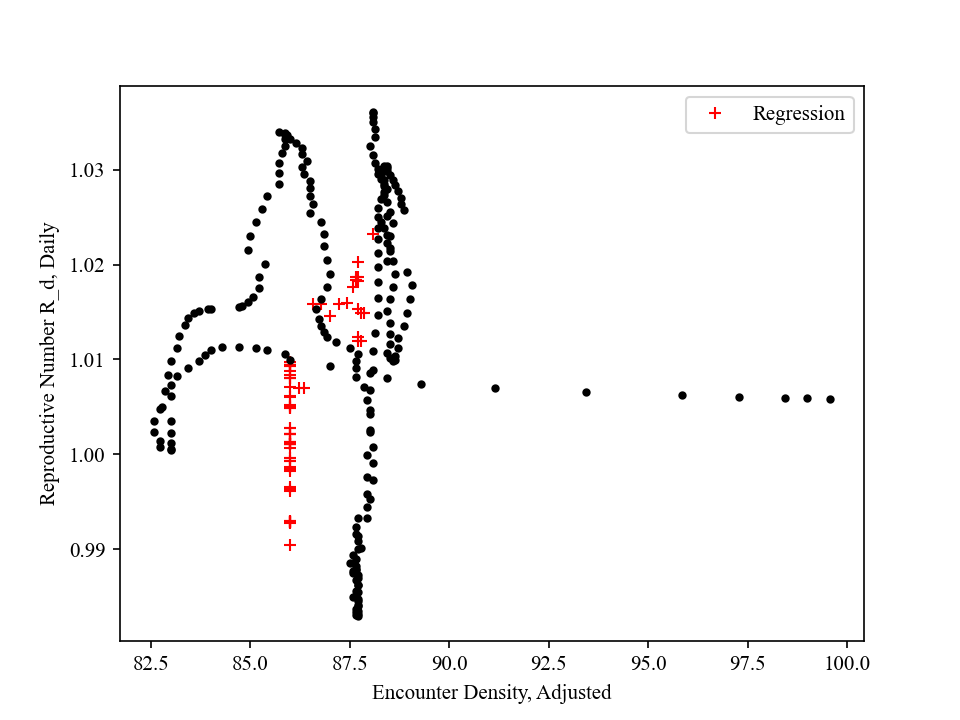 Regression
1.03
1.02
1.01
1.00
0.99
Reproductive Number R_d, Daily
82.5 85.0 87.5 90.0 92.5 95.0 97.5 100.0
Encounter Density, Adjusted